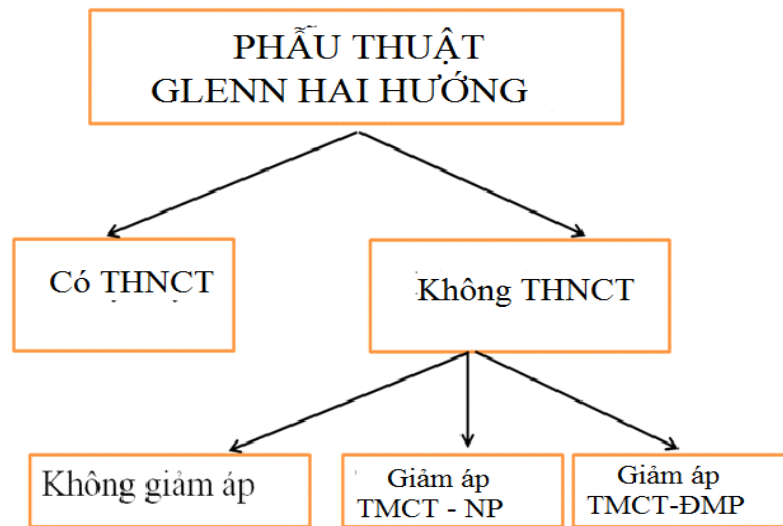 PHẪU THUẬT
GLENN HAI HƯỚNG
Có THNCT
Không THNCT
Không giảm áp
Giảm áp
TMCT - NP
Giảm áp
TMCT-ĐMP